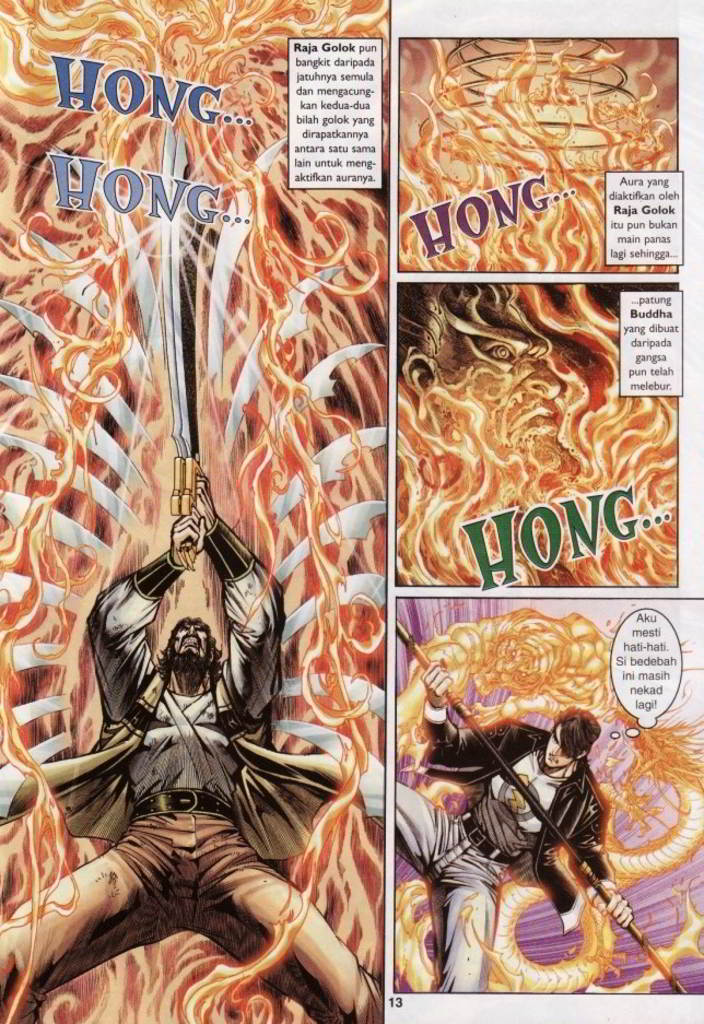 Raja Golok pun
bangkit daripada
jatuhnya semula
dan mengacung-
kan kedua-dua
bilah golok yang
dirapatkannya
antara satu sama
lain untuk meng-
aktifkan auranya.
HONG...
HONG...
Aura yang
diaktifkan oleh
Raja Golok
itu pun bukan
main panas
lagi sehingga...
HONG...
...patung
Buddha
yang dibuat
daripada
gangsa
pun telah
melebur.
HONG...
Aku
mesti
hati-hati.
Si bedebah
ini masih
nekad
lagi!
13